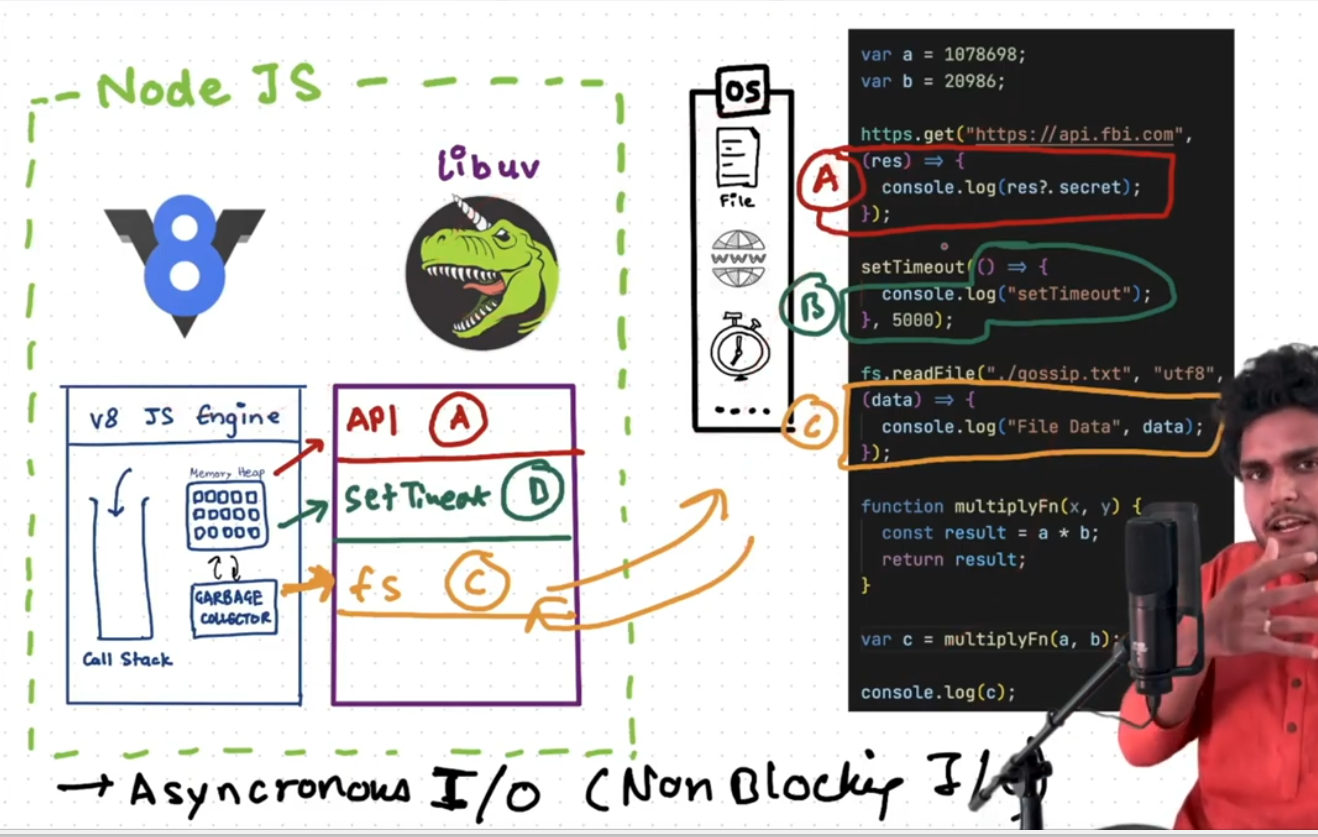 Node JS
Libuv
V8 JS Engine
Memory Heap
GARBAGE
COLLECTOR
Call Stack
API A
SetTimeout B
fs C
OS
File
www
A
B
C
var a = 1078698;
var b = 20986;
https.get("https://api.fbi.com",
(res) => {
console.log(res?.secret);
});
setTimeout(() => {
console.log("setTimeout");
}, 5000);
fs.readFile("./gossip.txt", "utf8",
(data) => {
console.log("File Data", data);
});
function multiplyFn(x, y) {
const result = a * b;
return result;
}
var c = multiplyFn(a, b);
console.log(c);
→ Asyncronous I/O (Non Blocking I/O)